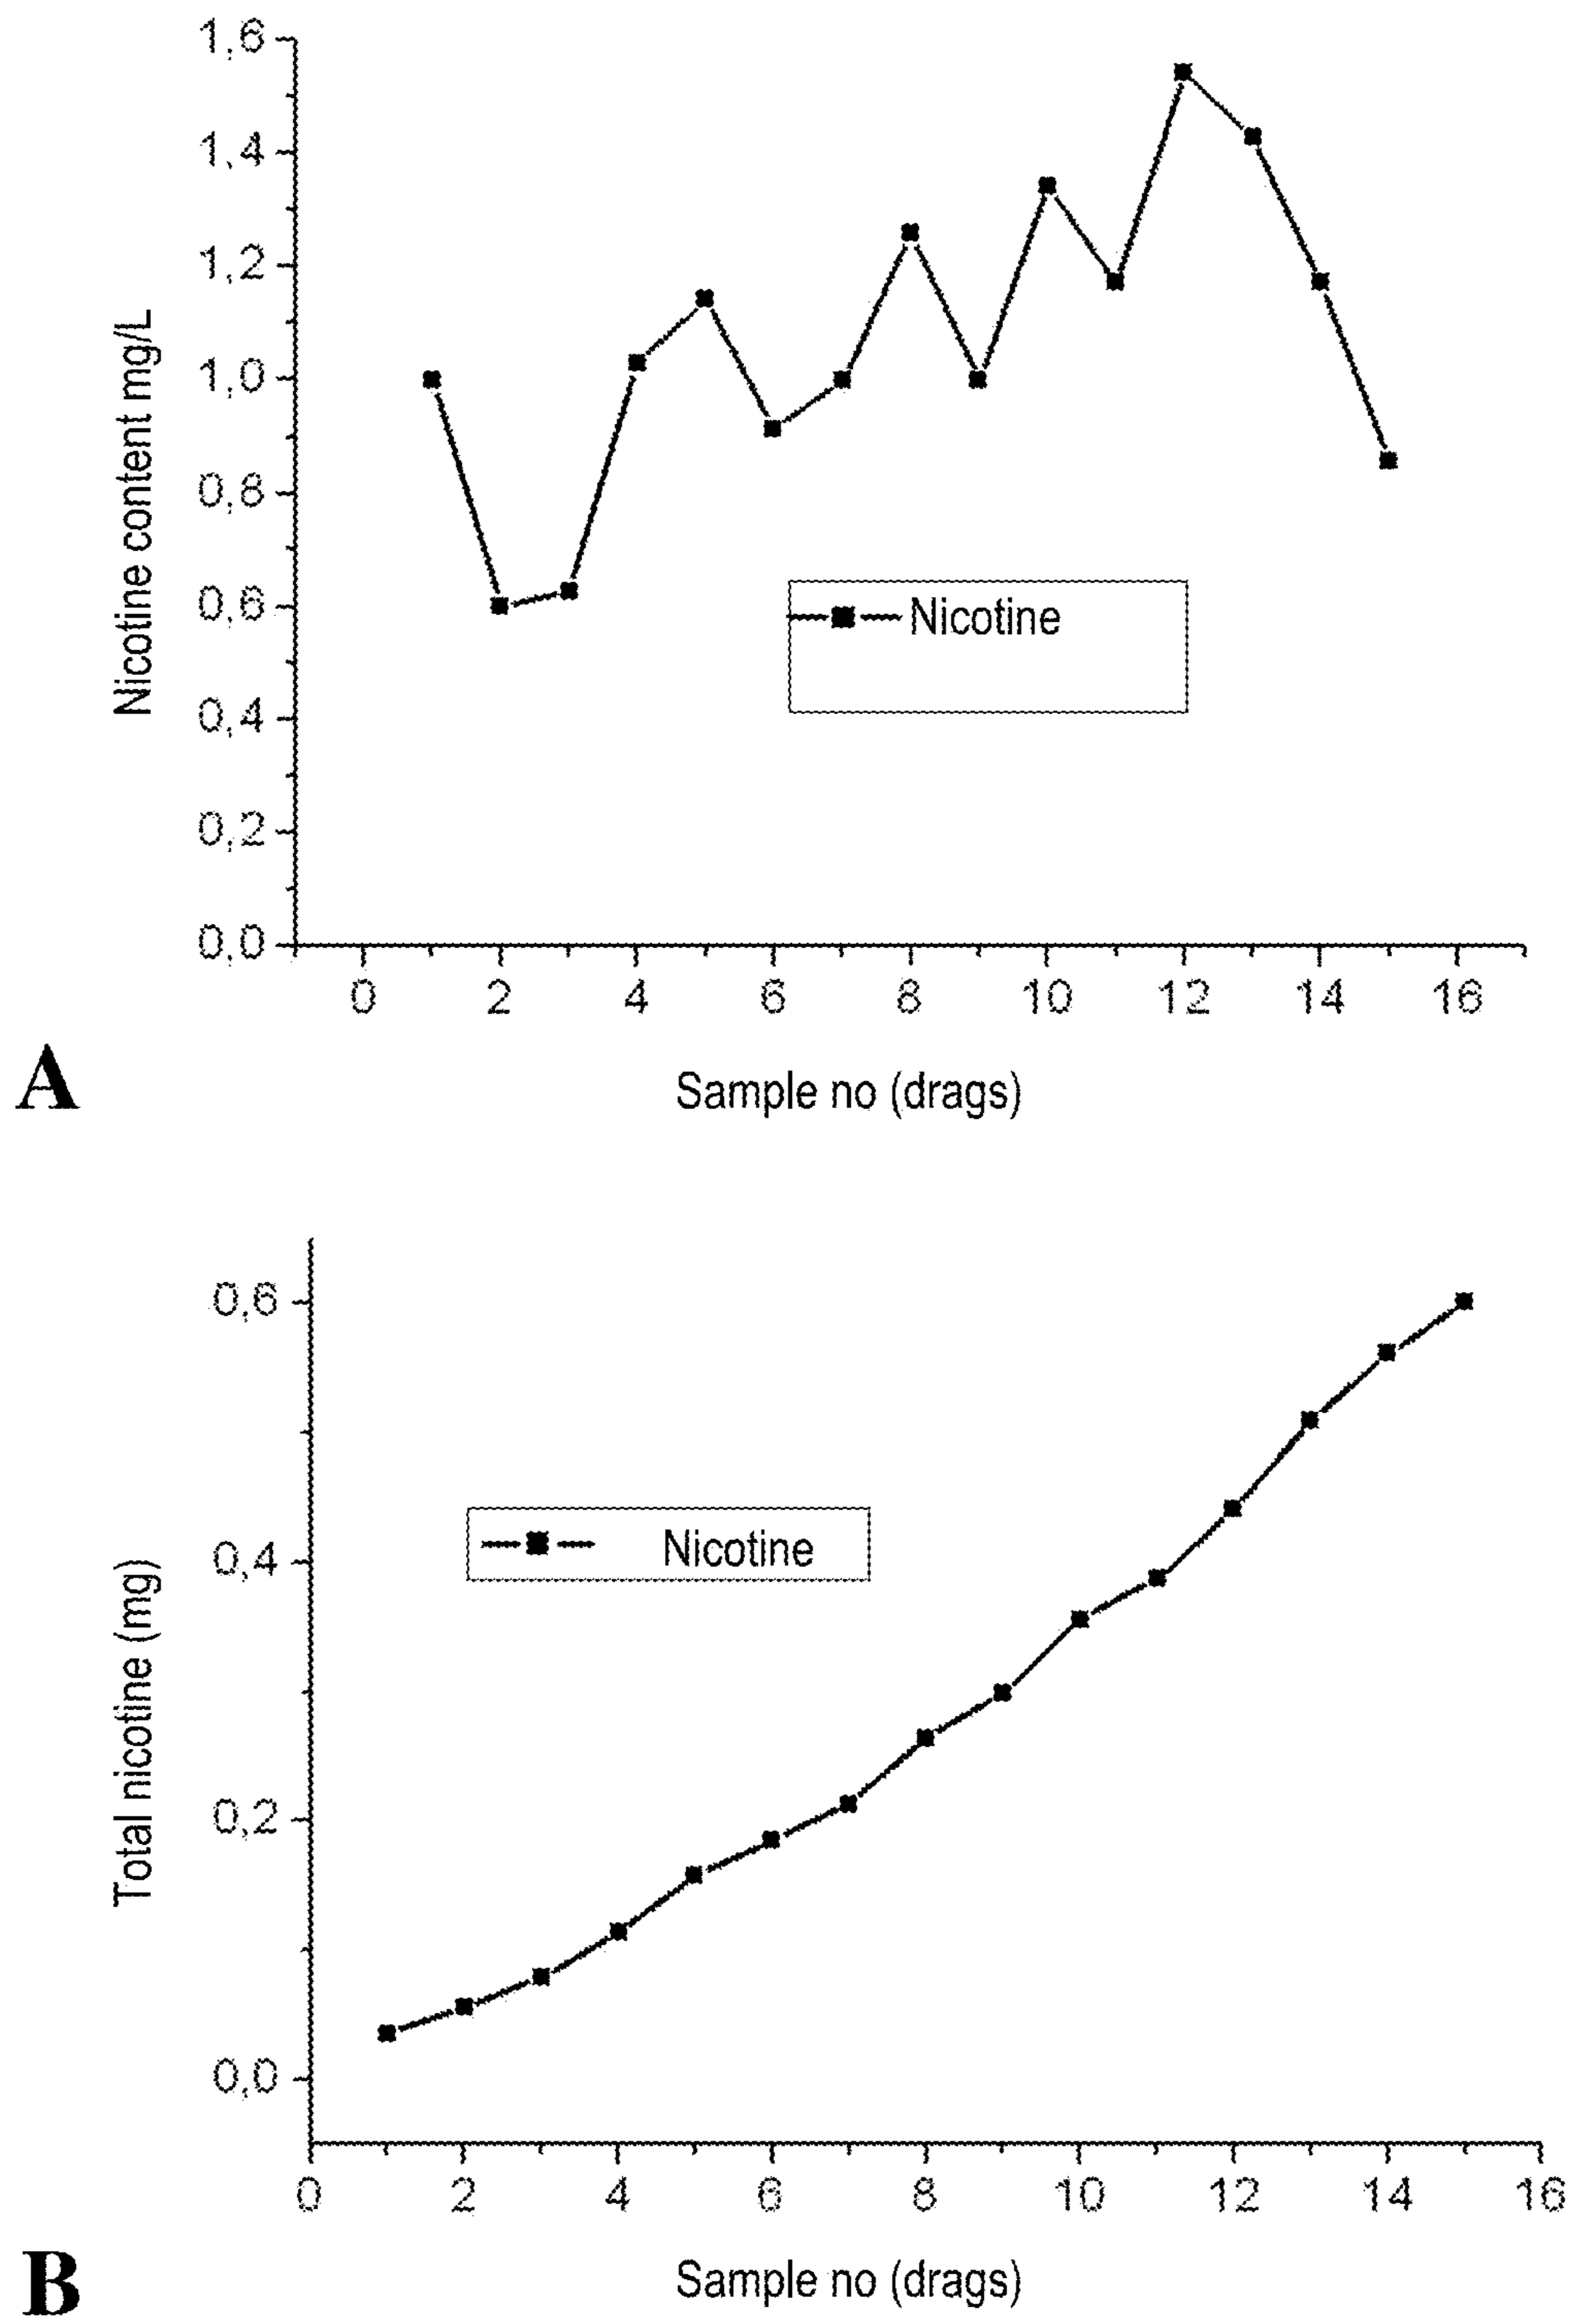 1,6
1,4
1,2
1,0
0,8
0,6
0,4
0,2
0,0
Nicotine content mg/L
Nicotine
0 2 4 6 8 10 12 14 16
Sample no (drags)
A
0,6
0,4
0,2
0,0
Total nicotine (mg)
Nicotine
0 2 4 6 8 10 12 14 16
Sample no (drags)
B